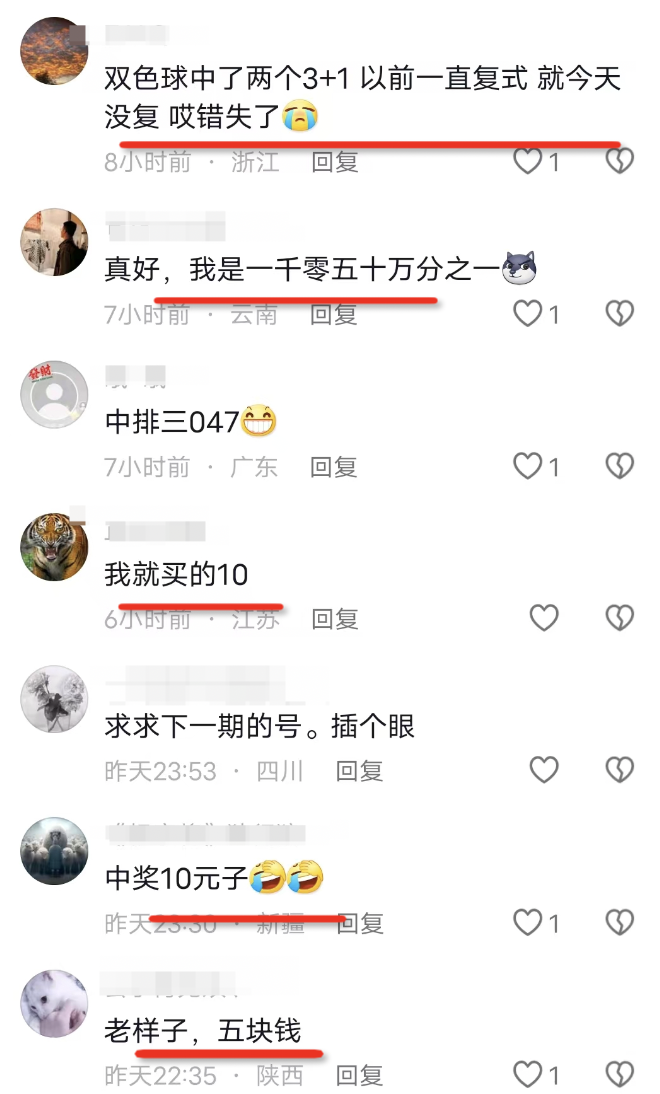 双色球中了两个3+1 以前一直复式 就今天
没复 哎错失了
8小时前 · 浙江 回复 1
真好，我是一千零五十万分之一
7小时前 · 云南 回复 1
发财
中排三047
7小时前 · 广东 回复 1
我就买的10
6小时前 · 江苏 回复
求求下一期的号。插个眼
昨天23:53 · 四川 回复
中奖10元子
昨天23:30 · 新疆 回复 1
老样子，五块钱
昨天22:35 · 陕西 回复 1